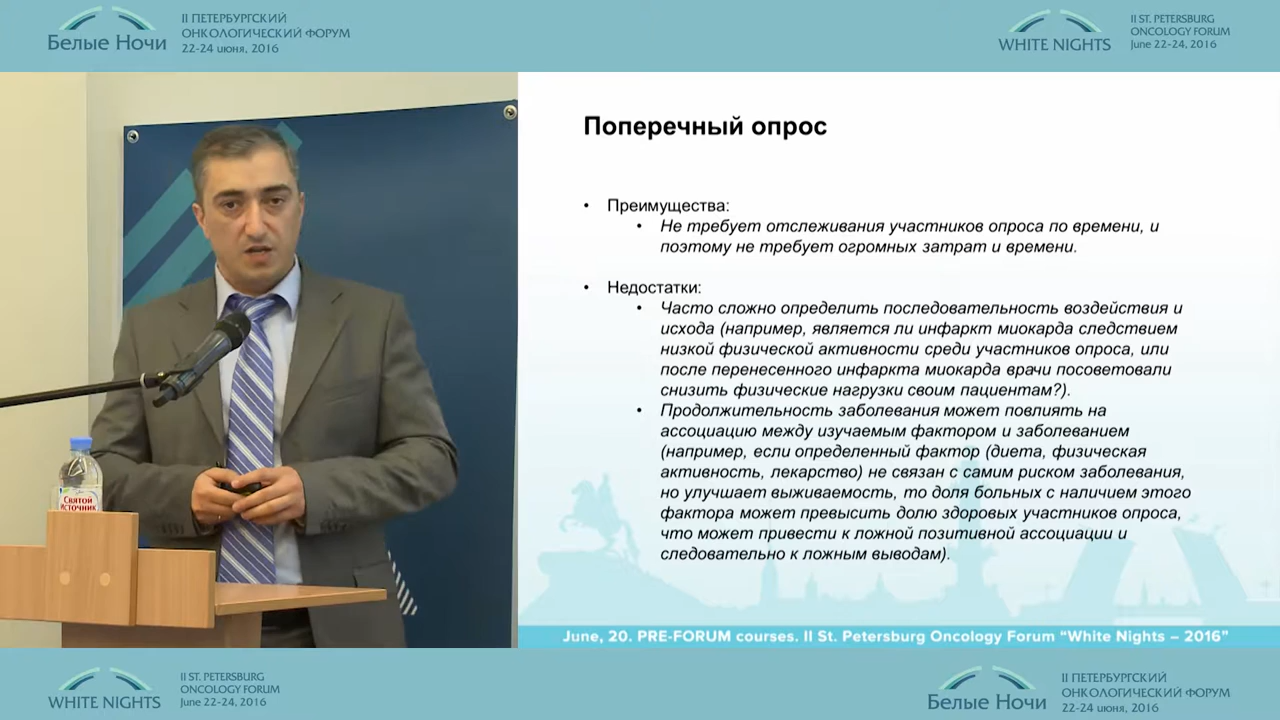 Белые Ночи
II ПЕТЕРБУРГСКИЙ
ОНКОЛОГИЧЕСКИЙ ФОРУМ
22-24 июня, 2016
WHITE NIGHTS
II ST. PETERSBURG
ONCOLOGY FORUM
June 22-24, 2016
Поперечный опрос
• Преимущества:
• Не требует отслеживания участников опроса по времени, и
поэтому не требует огромных затрат и времени.
• Недостатки:
• Часто сложно определить последовательность воздействия и
исхода (например, является ли инфаркт миокарда следствием
низкой физической активности среди участников опроса, или
после перенесенного инфаркта миокарда врачи посоветовали
снизить физические нагрузки своим пациентам?).
• Продолжительность заболевания может повлиять на
ассоциацию между изучаемым фактором и заболеванием
(например, если определенный фактор (диета, физическая
активность, лекарство) не связан с самим риском заболевания,
но улучшает выживаемость, то доля больных с наличием этого
фактора может превысить долю здоровых участников опроса,
что может привести к ложной позитивной ассоциации и
следовательно к ложным выводам).
Святой
Источник
June, 20. PRE-FORUM courses. II St. Petersburg Oncology Forum “White Nights – 2016”
WHITE NIGHTS
II ST. PETERSBURG
ONCOLOGY FORUM
June 22-24, 2016
Белые Ночи
II ПЕТЕРБУРГСКИЙ
ОНКОЛОГИЧЕСКИЙ ФОРУМ
22-24 июня, 2016